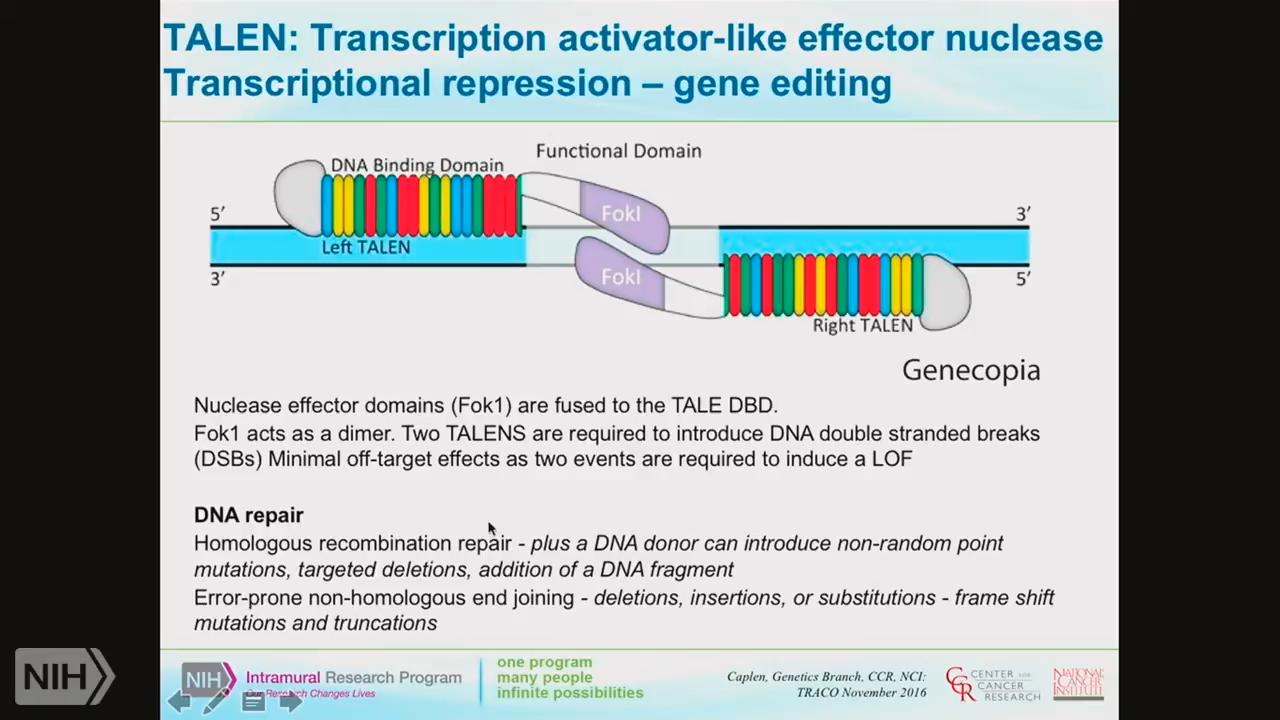 TALEN: Transcription activator-like effector nuclease
Transcriptional repression – gene editing
Functional Domain
DNA Binding Domain
FokI
5′
3′
Left TALEN
3′
FokI
5′
Right TALEN
Genecopia
Nuclease effector domains (Fok1) are fused to the TALE DBD.
Fok1 acts as a dimer. Two TALENS are required to introduce DNA double stranded breaks
(DSBs) Minimal off-target effects as two events are required to induce a LOF
DNA repair
Homologous recombination repair - plus a DNA donor can introduce non-random point
mutations, targeted deletions, addition of a DNA fragment
Error-prone non-homologous end joining - deletions, insertions, or substitutions - frame shift
mutations and truncations
NIH
NIH
Intramural Research Program
Our Research Changes Lives
one program
many people
infinite possibilities
Caplen, Genetics Branch, CCR, NCI:
TRACO November 2016
CCR
CENTER FOR
CANCER
RESEARCH
NATIONAL
CANCER
INSTITUTE